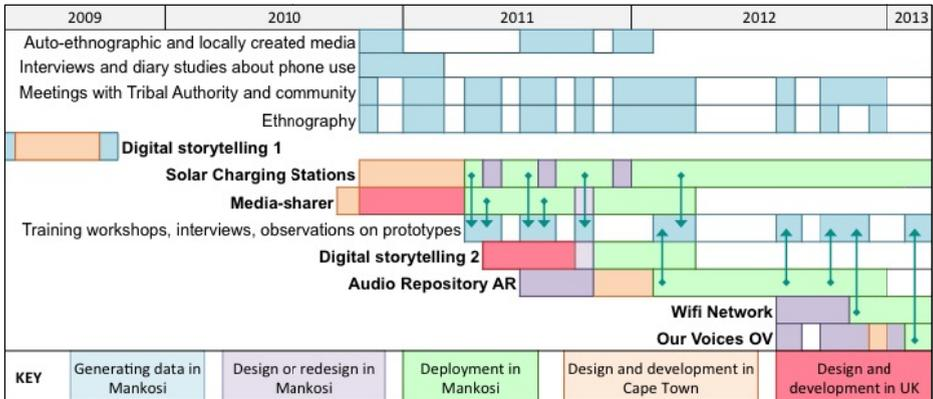 2009 2010 2011 2012 2013
Auto-ethnographic and locally created media
Interviews and diary studies about phone use
Meetings with Tribal Authority and community
Ethnography
Digital storytelling 1
Solar Charging Stations
Media-sharer
Training workshops, interviews, observations on prototypes
Digital storytelling 2
Audio Repository AR
Wifi Network
Our Voices OV
KEY
Generating data in
Mankosi
Design or redesign in
Mankosi
Deployment in
Mankosi
Design and development in
Cape Town
Design and
development in UK